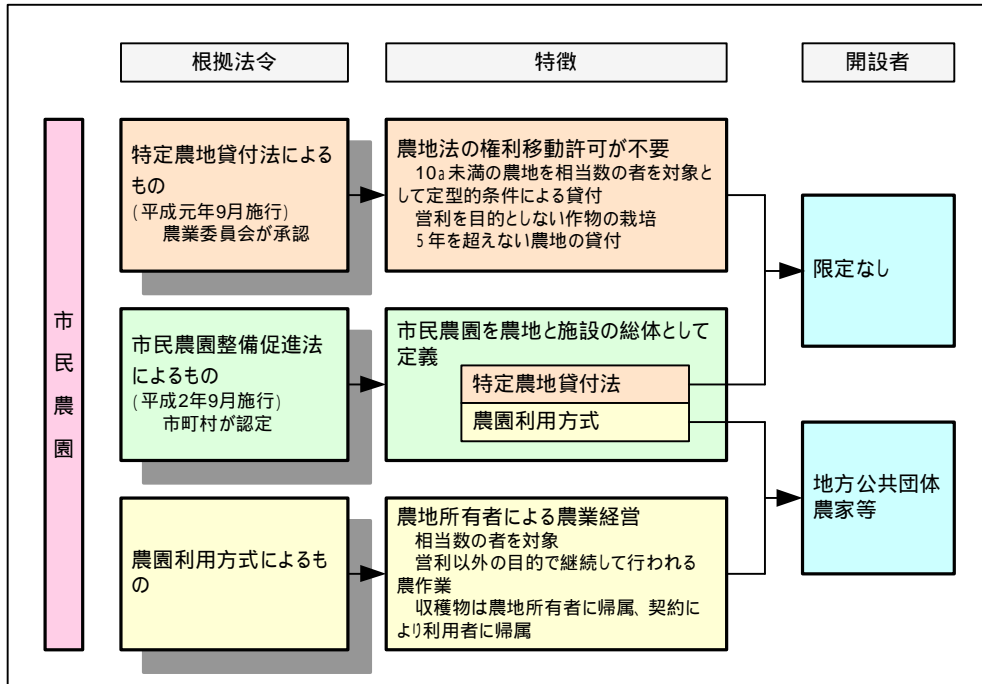 根拠法令
特徴
開設者
市民農園
特定農地貸付法によるもの
(平成元年9月施行)
農業委員会が承認
農地法の権利移動許可が不要
10a未満の農地を相当数の者を対象と
して定型的条件による貸付
営利を目的としない作物の栽培
5年を超えない農地の貸付
限定なし
市民農園整備促進法
によるもの
(平成2年9月施行)
市町村が認定
市民農園を農地と施設の総体として
定義
特定農地貸付法
農園利用方式
地方公共団体
農家等
農園利用方式によるも
の
農地所有者による農業経営
相当数の者を対象
営利以外の目的で継続して行われる
農作業
収穫物は農地所有者に帰属、契約に
より利用者に帰属